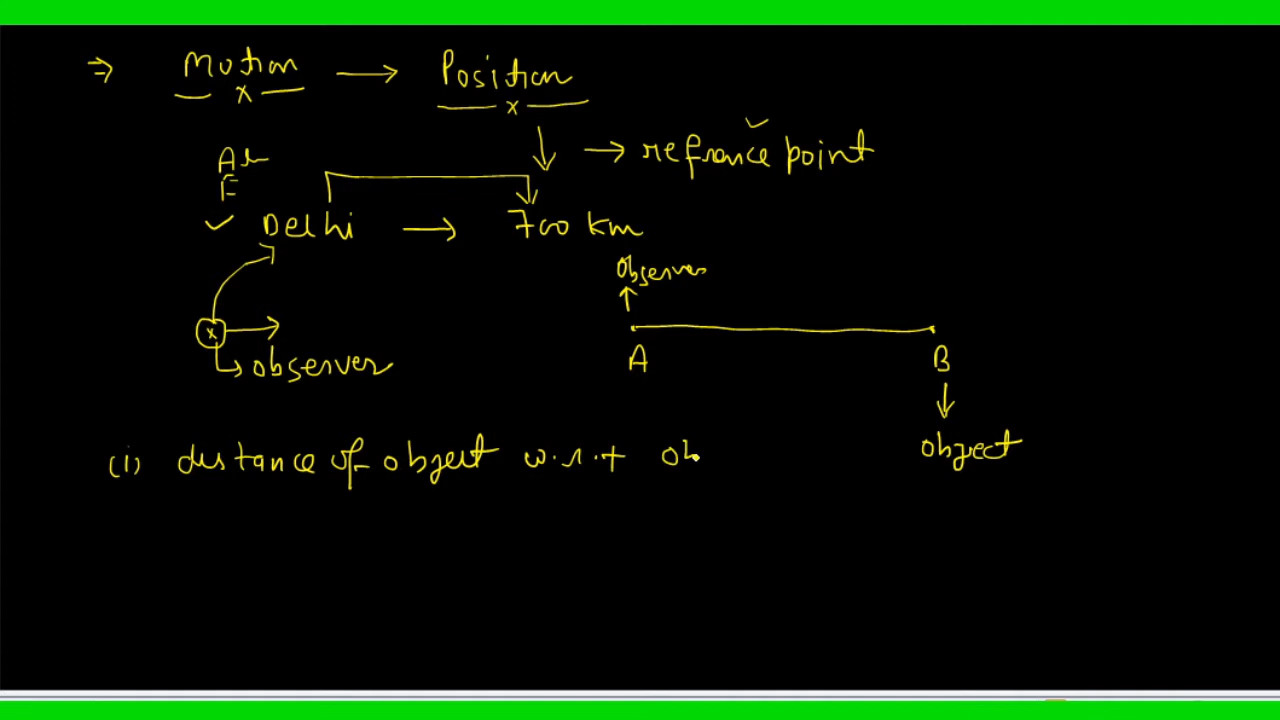 ⇒ Motion → Position
→ refrance point
F
✓ Delhi → 700 km
observer
x
observer
A B
object
(i) distance of object w.r.t ob